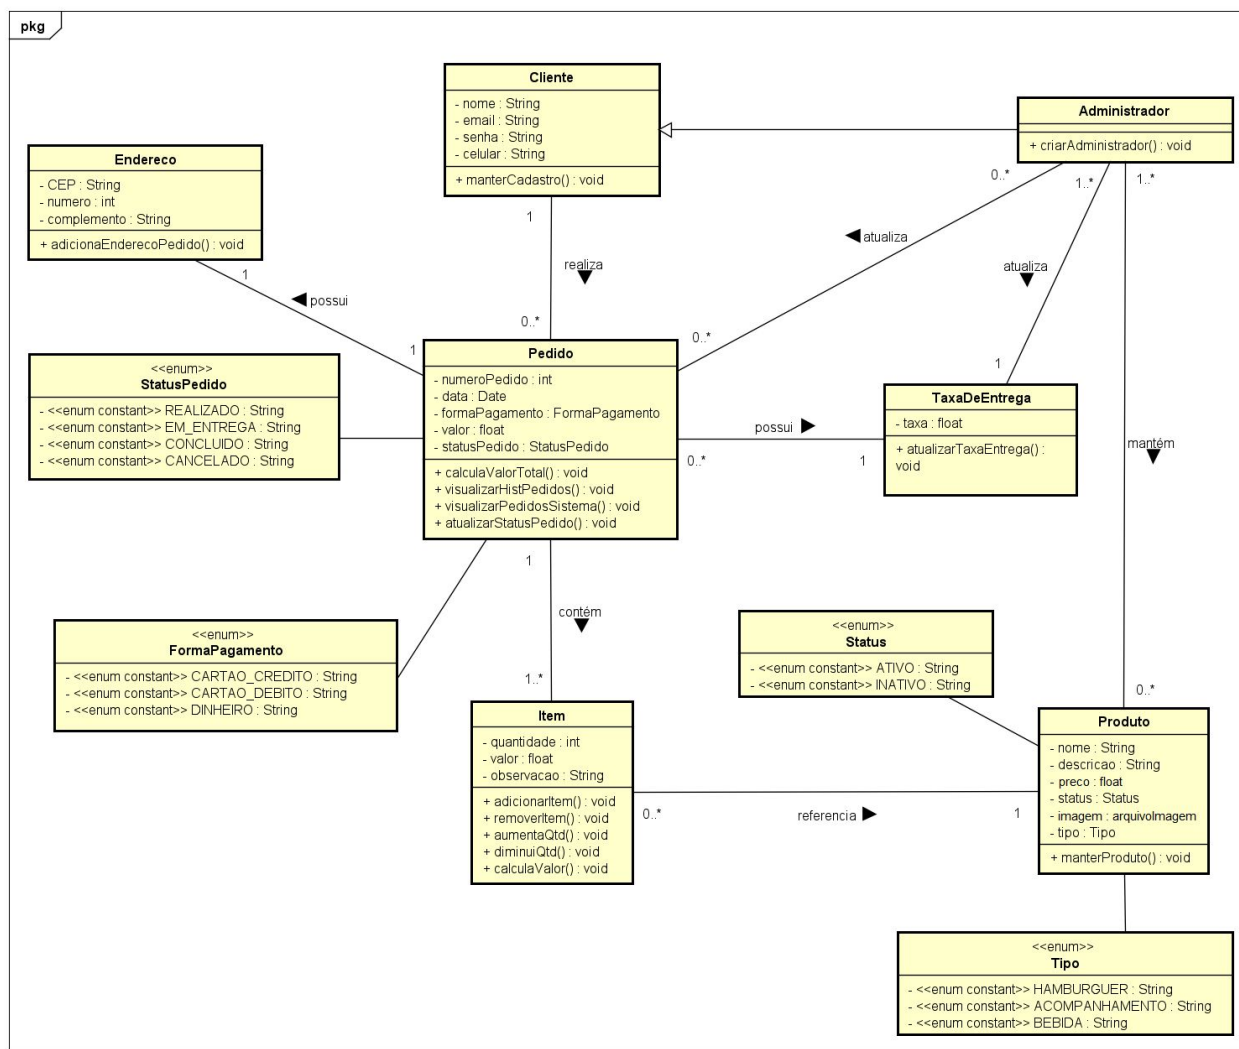 pkg
Cliente
- nome : String
- email : String
- senha : String
- celular : String
+ manterCadastro() : void
Administrador
+ criarAdministrador() : void
Endereco
- CEP : String
- numero : int
- complemento : String
+ adicionaEnderecoPedido() : void
1
0..*
1..*
1..*
1
atualiza
realiza
atualiza
possui
0..*
0..*
1
1
<<enum>>
StatusPedido
- <<enum constant>> REALIZADO : String
- <<enum constant>> EM_ENTREGA : String
- <<enum constant>> CONCLUIDO : String
- <<enum constant>> CANCELADO : String
Pedido
- numeroPedido : int
- data : Date
- formaPagamento : FormaPagamento
- valor : float
- statusPedido : StatusPedido
+ calculaValorTotal() : void
+ visualizarHistPedidos() : void
+ visualizarPedidosSistema() : void
+ atualizarStatusPedido() : void
possui
0..*
1
TaxaDeEntrega
- taxa : float
+ atualizarTaxaEntrega() :
void
mantém
1
contém
1..*
<<enum>>
FormaPagamento
- <<enum constant>> CARTAO_CREDITO : String
- <<enum constant>> CARTAO_DEBITO : String
- <<enum constant>> DINHEIRO : String
<<enum>>
Status
- <<enum constant>> ATIVO : String
- <<enum constant>> INATIVO : String
0..*
Item
- quantidade : int
- valor : float
- observacao : String
+ adicionarItem() : void
+ removerItem() : void
+ aumentaQtd() : void
+ diminuiQtd() : void
+ calculaValor() : void
0..*
referencia
1
Produto
- nome : String
- descricao : String
- preco : float
- status : Status
- imagem : arquivoImagem
- tipo : Tipo
+ manterProduto() : void
<<enum>>
Tipo
- <<enum constant>> HAMBURGUER : String
- <<enum constant>> ACOMPANHAMENTO : String
- <<enum constant>> BEBIDA : String